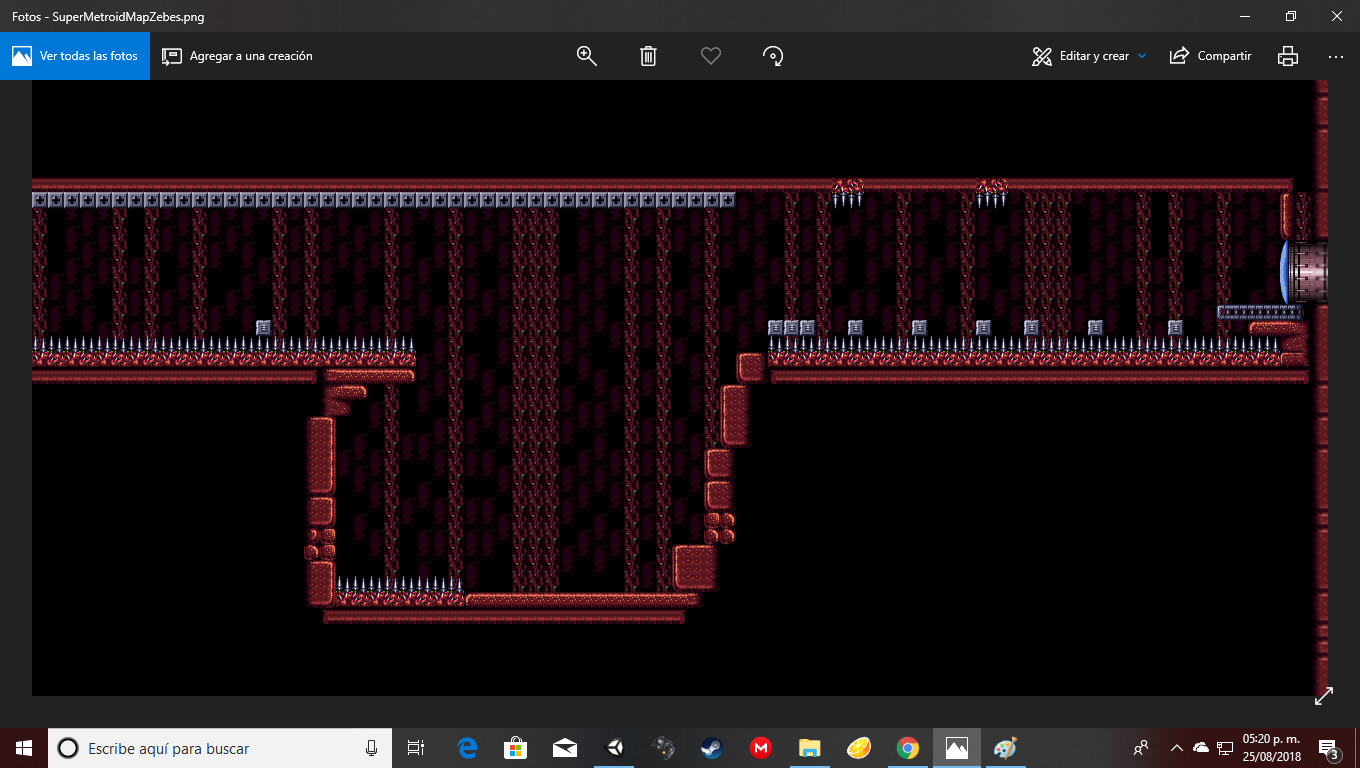 Fotos - SuperMetroidMapZebes.png
Ver todas las fotos
Agregar a una creación
Editar y crear
Compartir
Escribe aquí para buscar
05:20 p. m.
25/08/2018
3